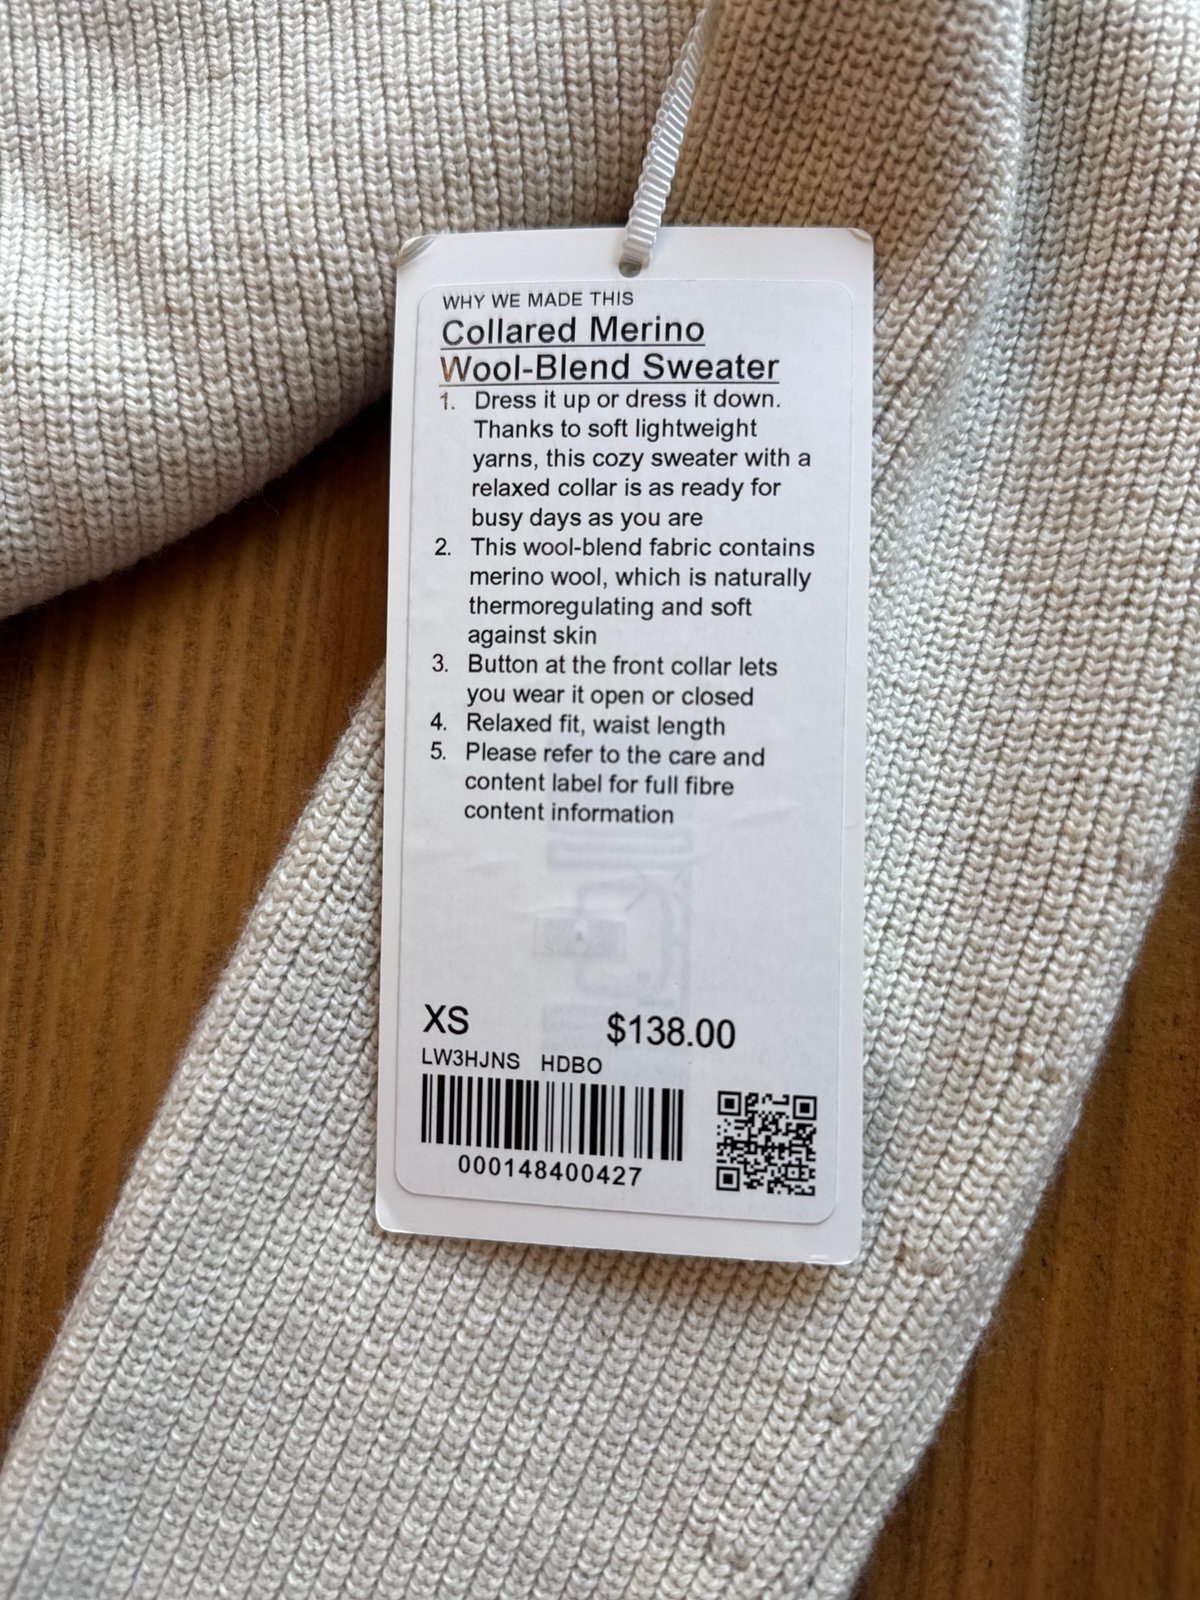 WHY WE MADE THIS
Collared Merino
Wool-Blend Sweater
1. Dress it up or dress it down.
Thanks to soft lightweight
yarns, this cozy sweater with a
relaxed collar is as ready for
busy days as you are
2. This wool-blend fabric contains
merino wool, which is naturally
thermoregulating and soft
against skin
3. Button at the front collar lets
you wear it open or closed
4. Relaxed fit, waist length
5. Please refer to the care and
content label for full fibre
content information
XS $138.00
LW3HJNS HDBO
000148400427